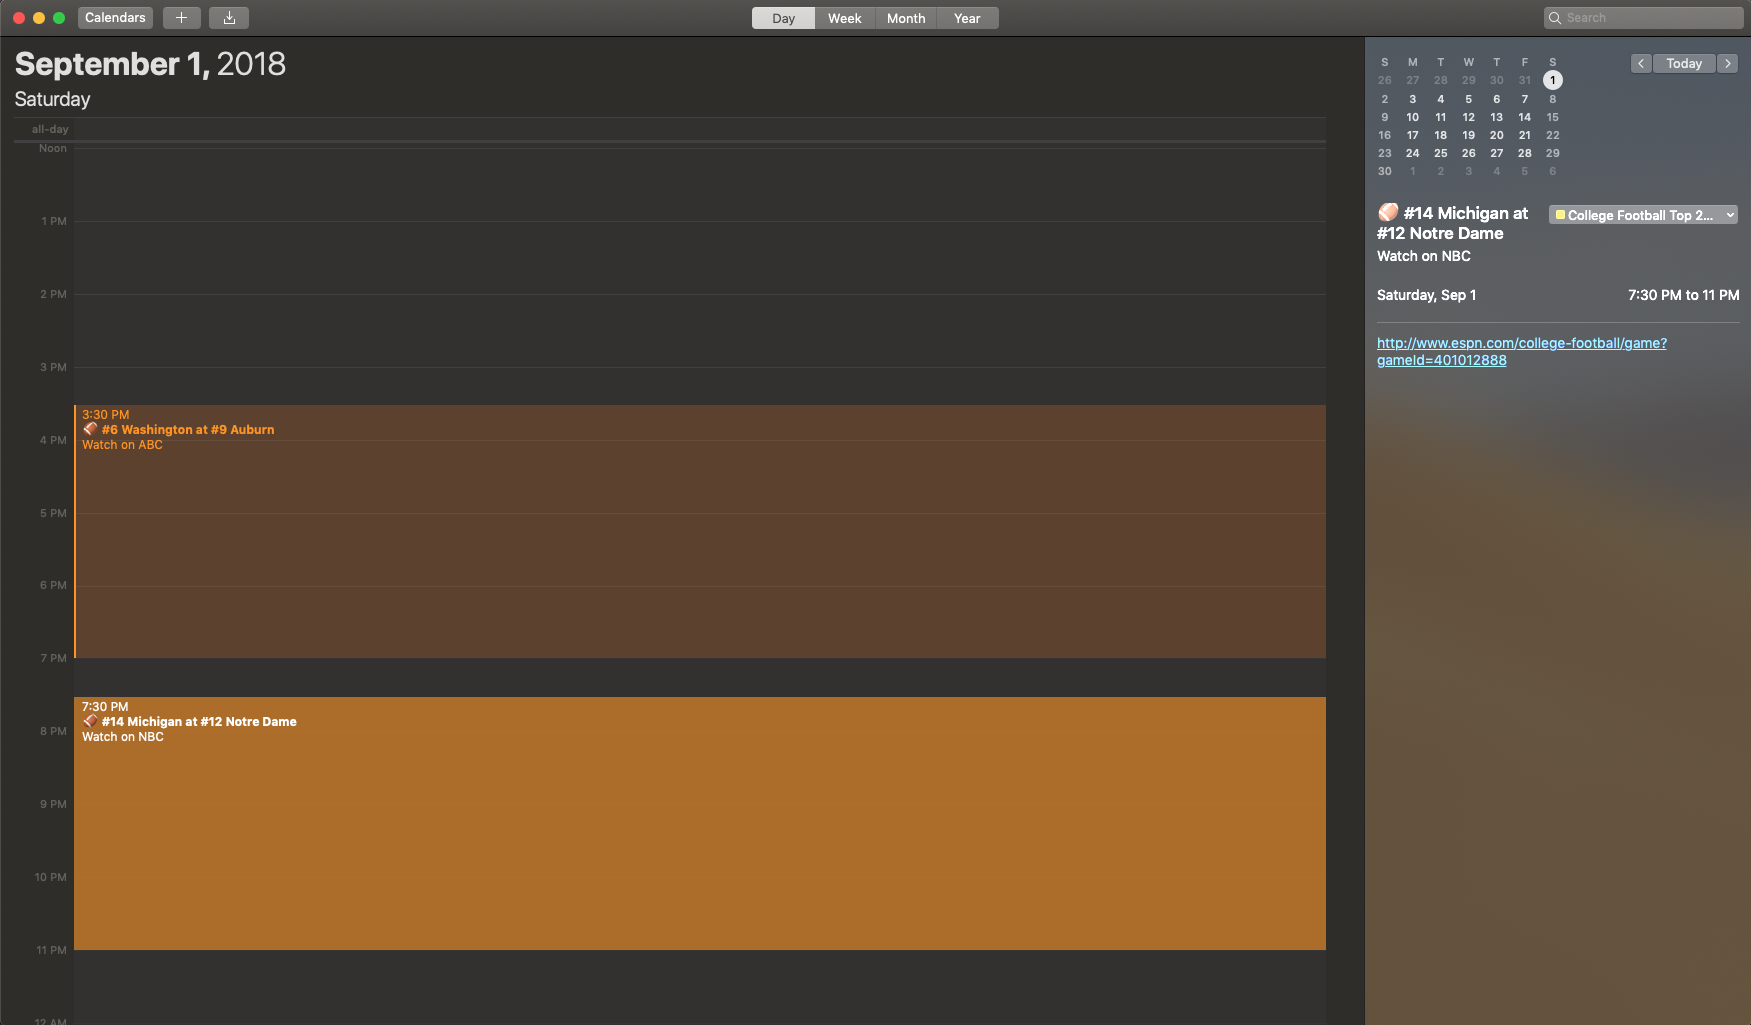 Calendars
Day Week Month Year
Search
September 1, 2018
Saturday
all-day
Noon
1 PM
2 PM
3 PM
3:30 PM
🏈 #6 Washington at #9 Auburn
4 PM
Watch on ABC
5 PM
6 PM
7 PM
7:30 PM
🏈 #14 Michigan at #12 Notre Dame
8 PM
Watch on NBC
9 PM
10 PM
11 PM
12 AM
S M T W T F S
Today
26 27 28 29 30 31 1
2 3 4 5 6 7 8
9 10 11 12 13 14 15
16 17 18 19 20 21 22
23 24 25 26 27 28 29
30 1 2 3 4 5 6
🏈 #14 Michigan at
#12 Notre Dame
College Football Top 2...
Watch on NBC
Saturday, Sep 1 7:30 PM to 11 PM
http://www.espn.com/college-football/game?
gameId=401012888